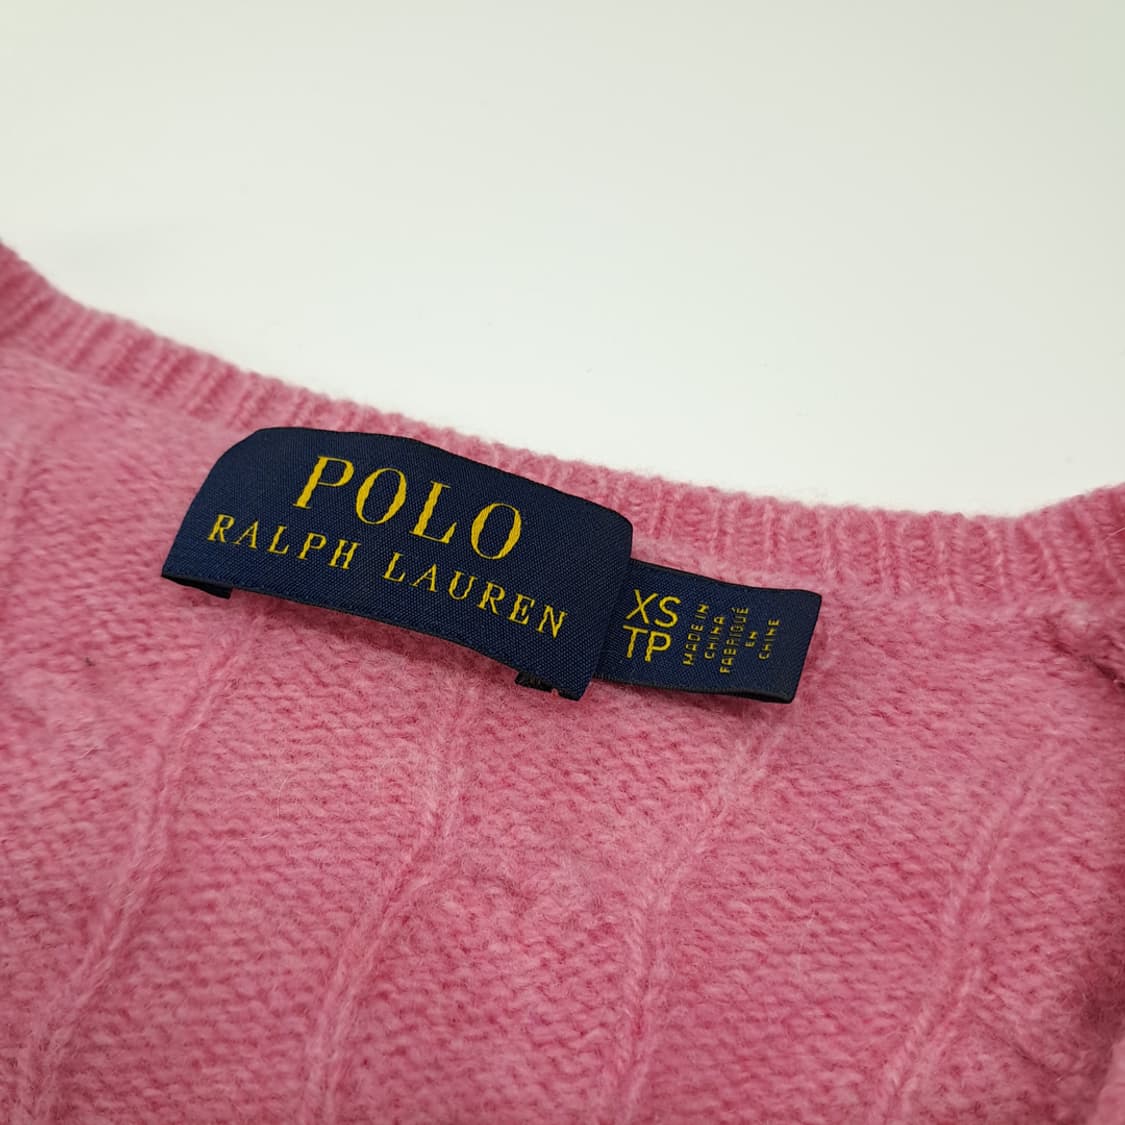 POLO
RALPH LAUREN
XS
TP
MADE IN
CHINA
FABRIQUÉ
EN
CHINE